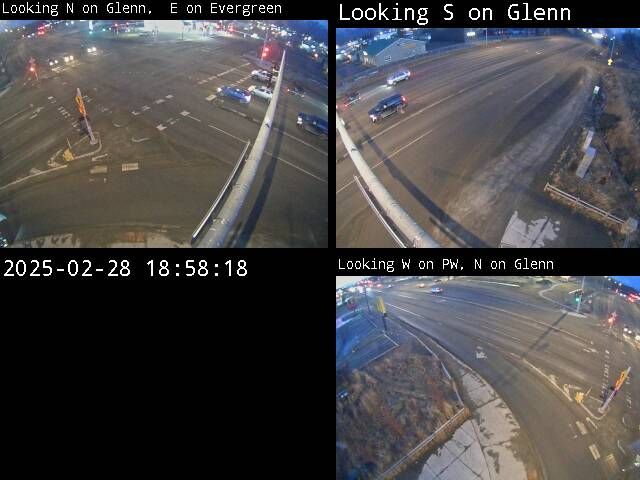 Looking N on Glenn,  E on Evergreen
Looking S on Glenn
2025-02-28 18:58:18
Looking W on PW, N on Glenn